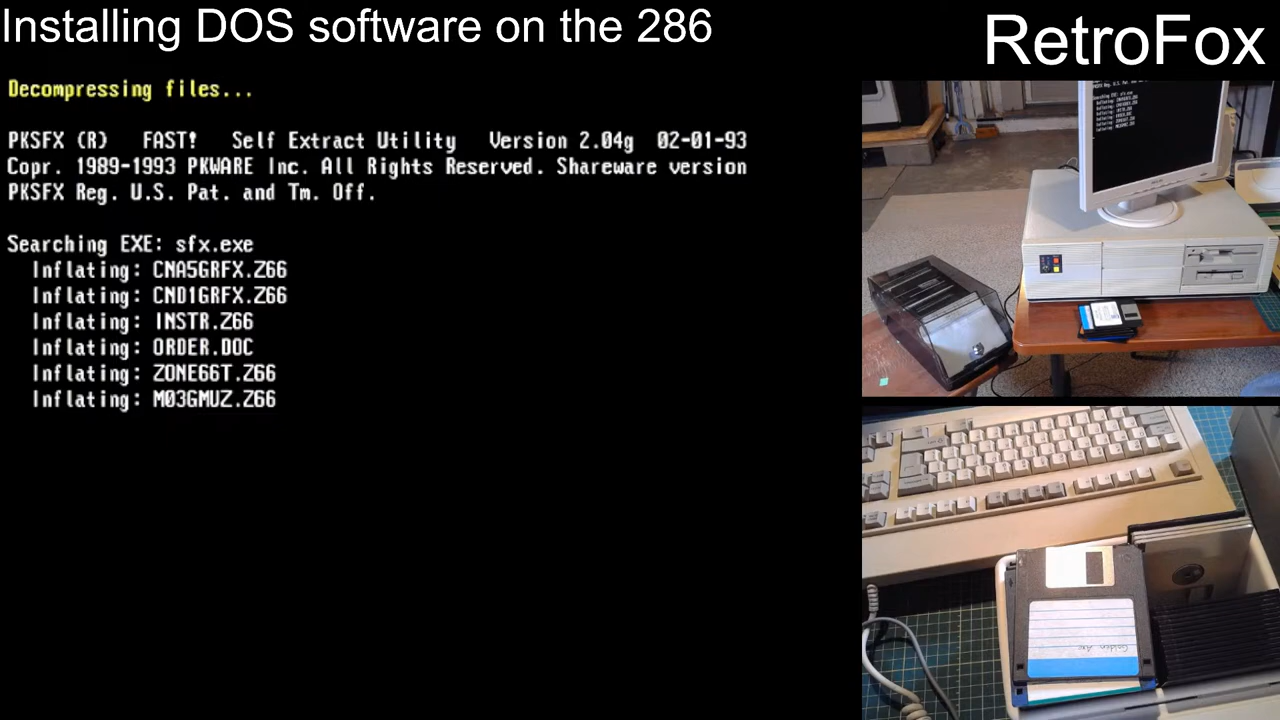 Installing DOS software on the 286
RetroFox
Decompressing files...
PKSFX (R) FAST! Self Extract Utility Version 2.04g 02-01-93
Copr. 1989-1993 PKWARE Inc. All Rights Reserved. Shareware version
PKSFX Reg. U.S. Pat. and Tm. Off.
Searching EXE: sfx.exe
Inflating: CNA5GRFX.Z66
Inflating: CND1GRFX.Z66
Inflating: INSTR.Z66
Inflating: ORDER.DOC
Inflating: ZONE66T.Z66
Inflating: M03GMUZ.Z66
Golden Axe